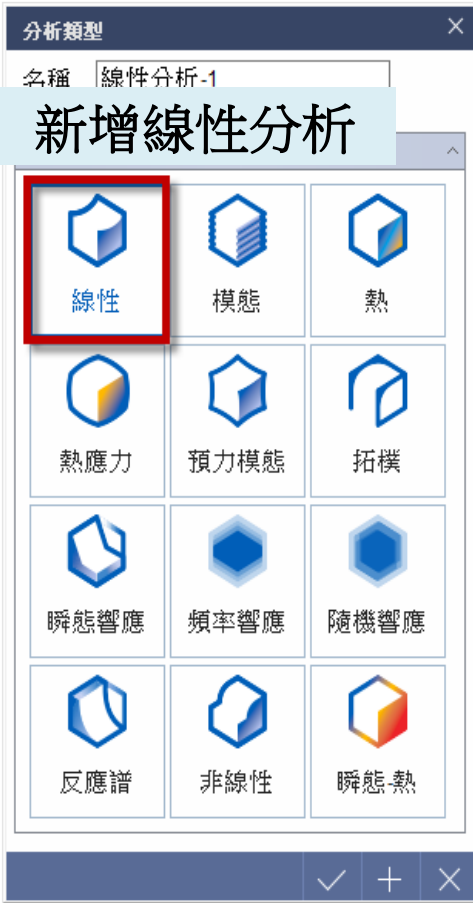 分析類型
名稱 線性分析-1
新增線性分析
線性 模態 熱
熱應力 預力模態 拓樸
瞬態響應 頻率響應 隨機響應
反應譜 非線性 瞬態-熱